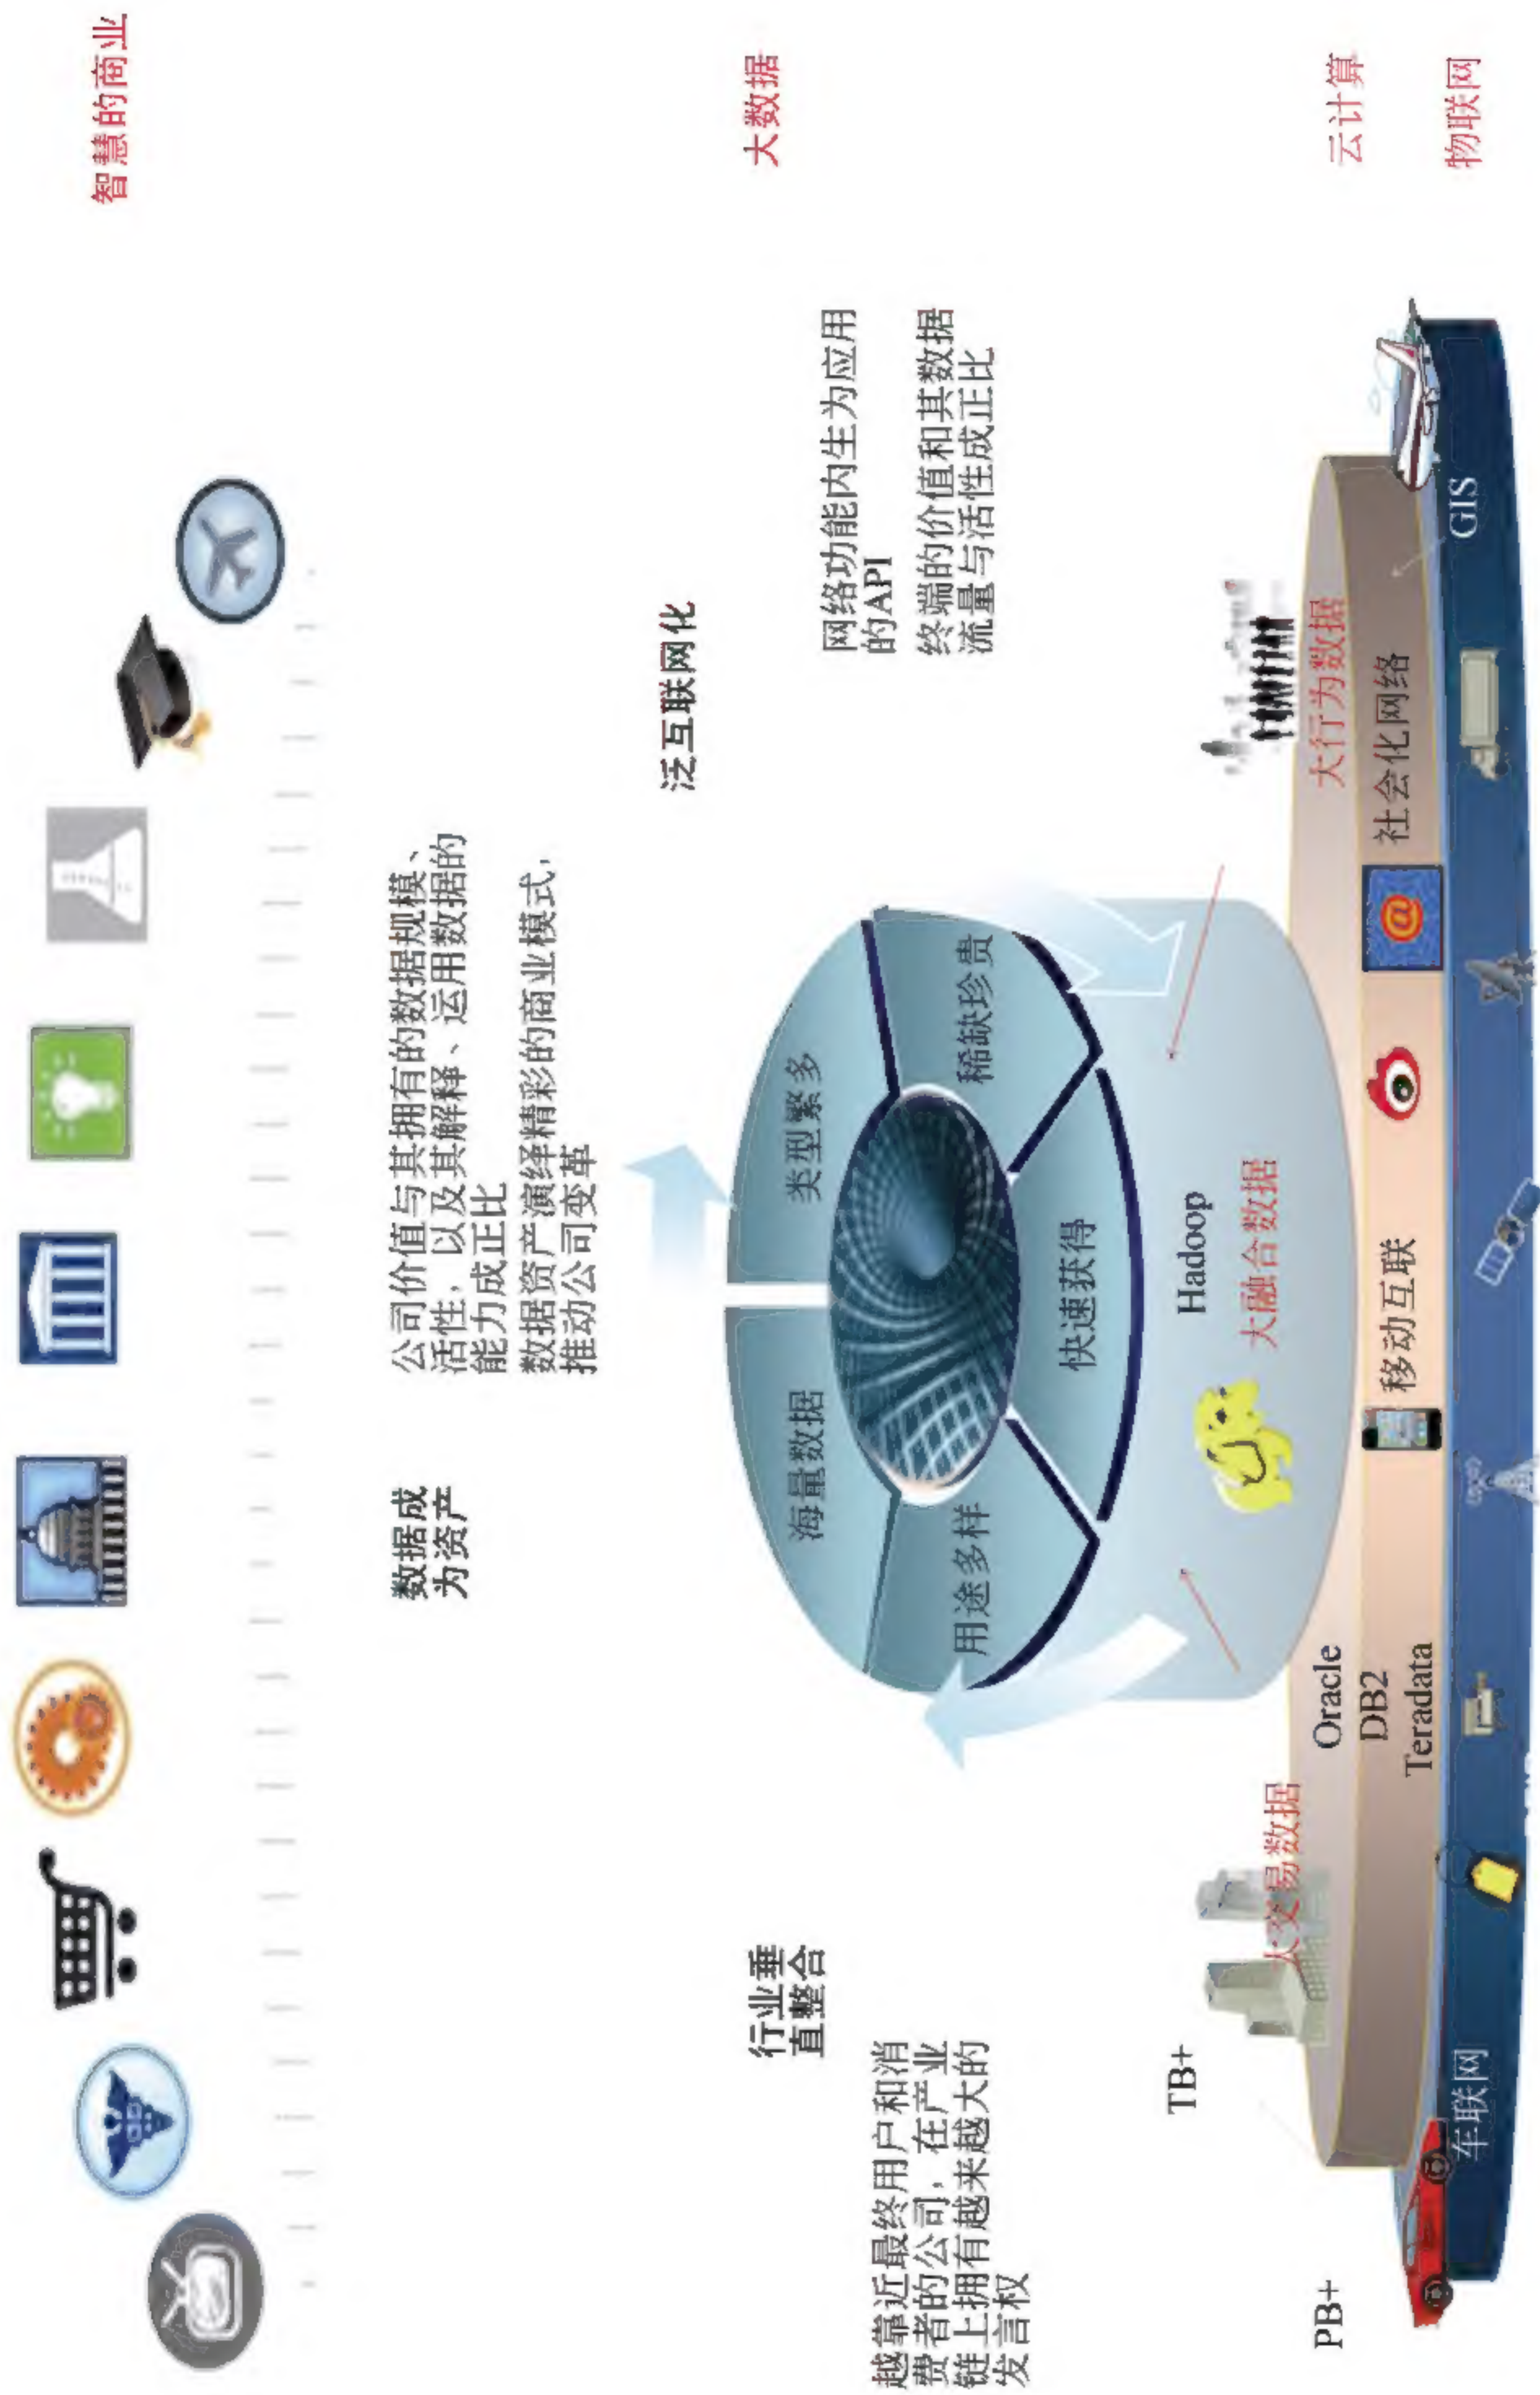 智慧的商业
公司价值与其拥有的数据规模、
活性，以及其解释、运用数据的
能力成正比
数据资产演绎精彩的商业模式，
推动公司变革
数据成
为资产
泛互联网化
大数据
网络功能内生为应用
的API
终端的价值和其数据
流量与活性成正比
行业垂
直整合
越靠近最终用户和消
费者的公司，在产业
链上拥有越来越大的
发言权
海量数据
类型繁多
用途多样
稀缺珍贵
快速获得
Hadoop
大融合数据
TB+
大交易数据
大行为数据
Oracle
DB2
Teradata
移动互联
@
社会化网络
云计算
PB+
车联网
GIS
物联网